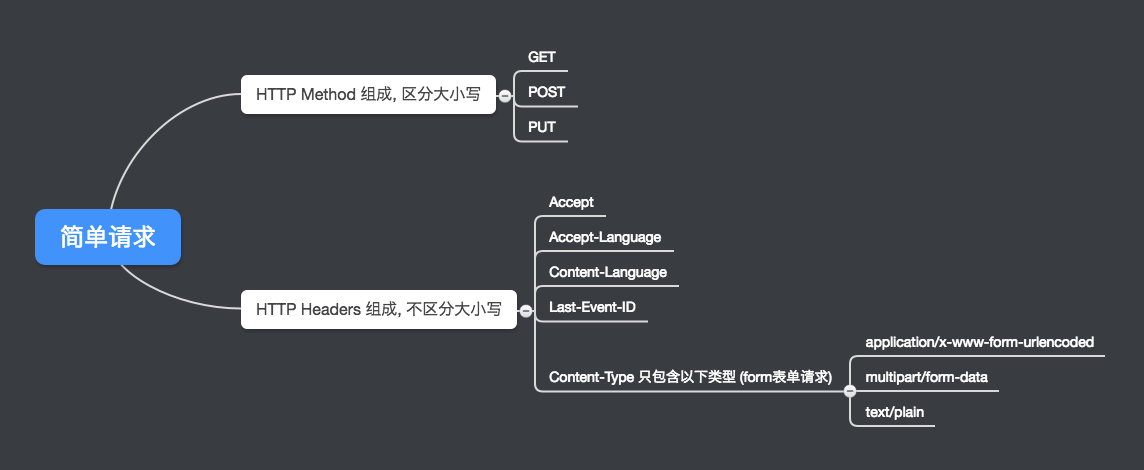 简单请求
HTTP Method 组成, 区分大小写
GET
POST
PUT
HTTP Headers 组成, 不区分大小写
Accept
Accept-Language
Content-Language
Last-Event-ID
Content-Type 只包含以下类型 (form表单请求)
application/x-www-form-urlencoded
multipart/form-data
text/plain